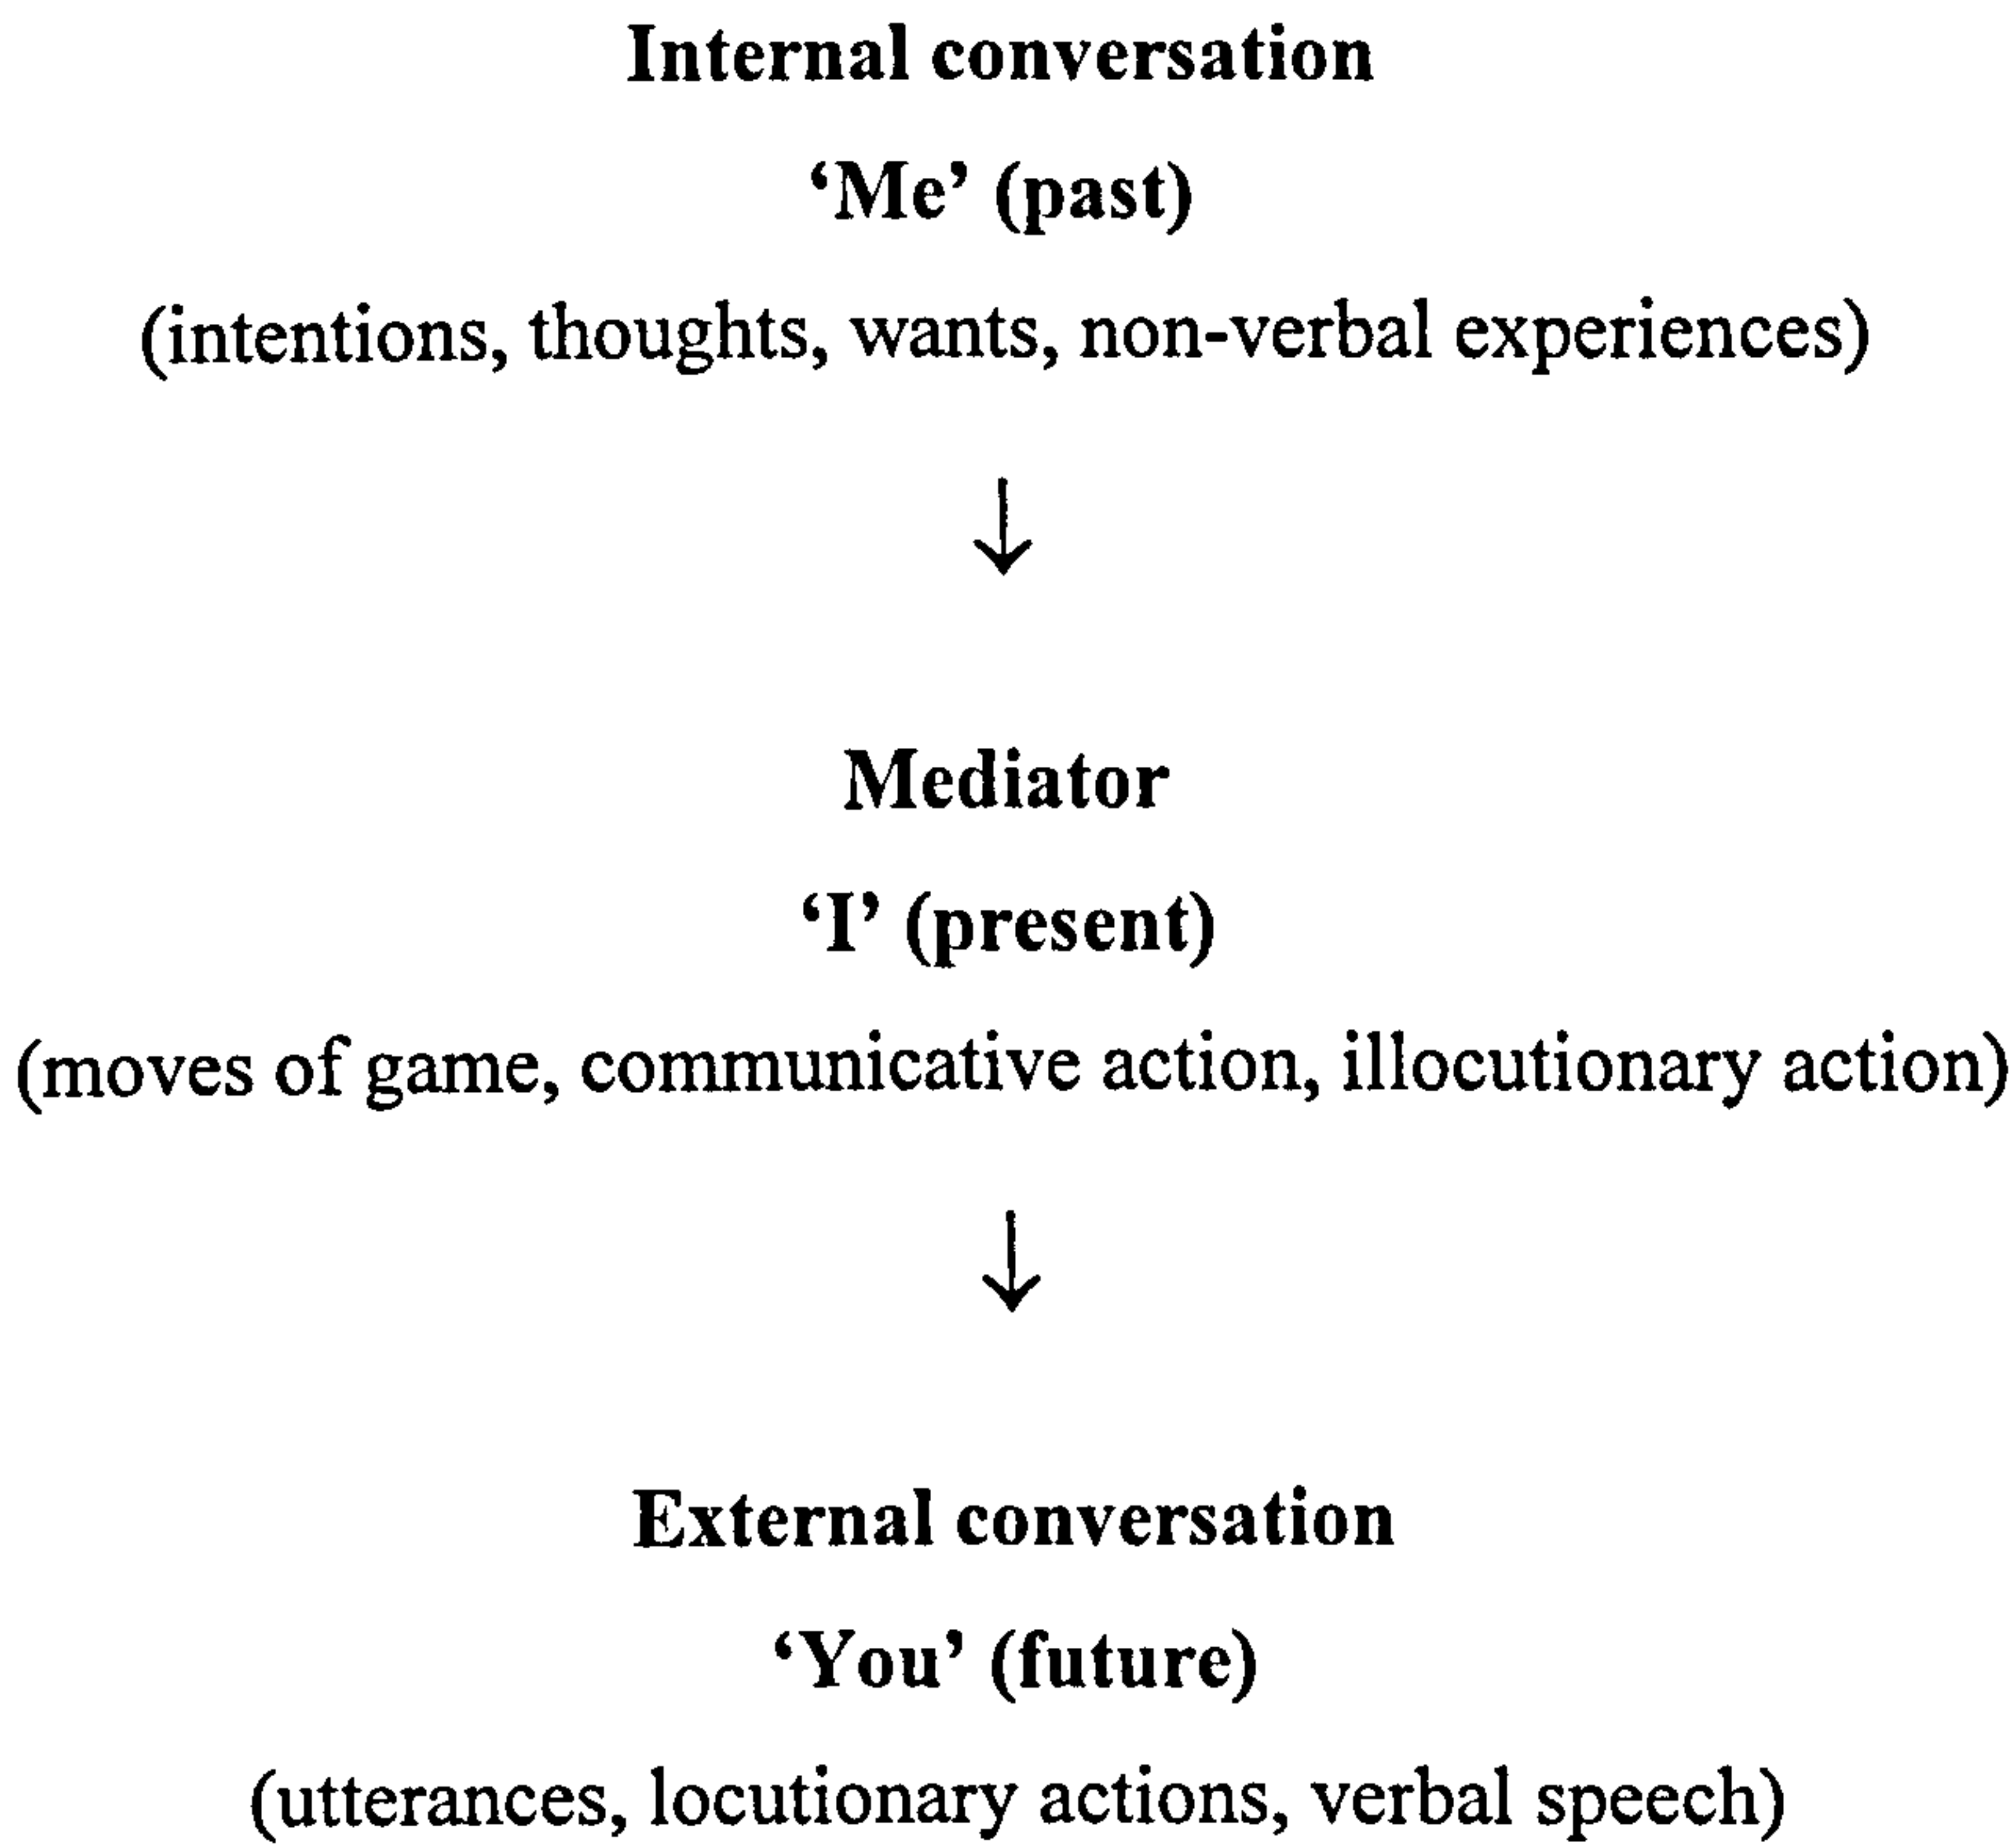 Internal conversation
‘Me’ (past)
(intentions, thoughts, wants, non-verbal experiences)
↓
Mediator
‘I’ (present)
(moves of game, communicative action, illocutionary action)
↓
External conversation
‘You’ (future)
(utterances, locutionary actions, verbal speech)